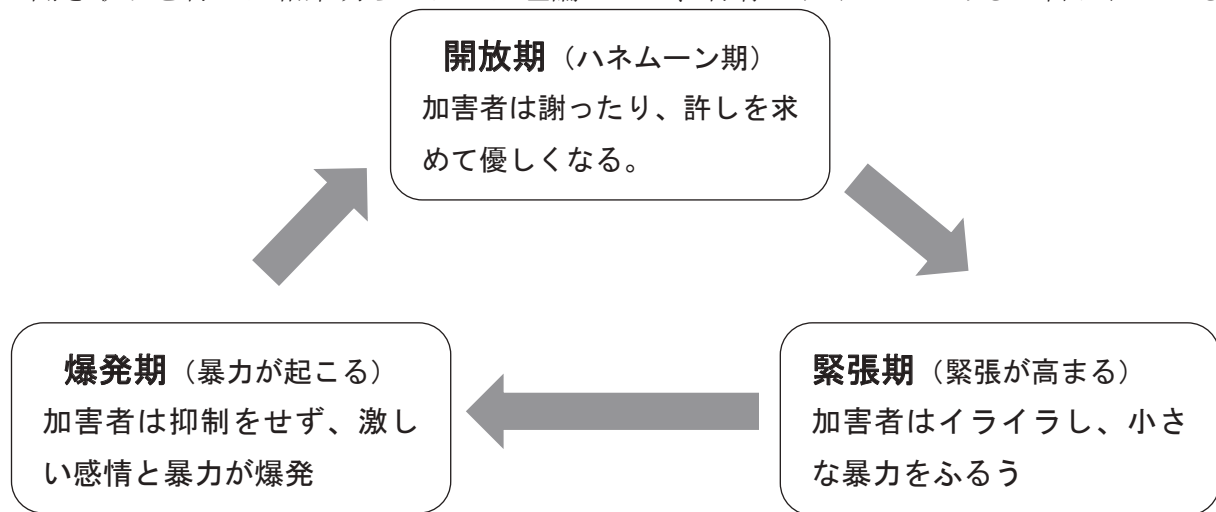 開放期（ハネムーン期）
加害者は謝ったり、許しを求
めて優しくなる。
爆発期（暴力が起こる）
加害者は抑制をせず、激し
い感情と暴力が爆発
緊張期（緊張が高まる）
加害者はイライラし、小さ
な暴力をふるう